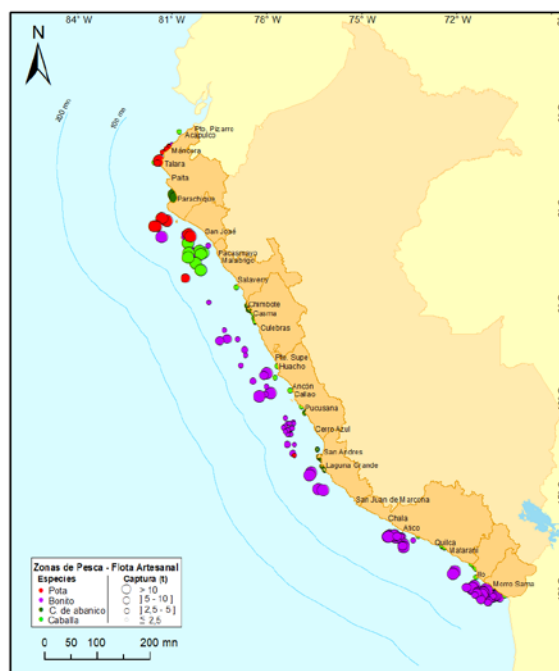 84° W
81° W
78° W
75° W
72° W
N
200 mn
100 mn
Pto. Pizarro
Acapulco
Máncora
Talara
Paita
Parachique
San José
Pacasmayo
Malabrigo
Salaverry
Chimbote
Casma
Culebras
Pto. Supe
Huacho
Ancón
Callao
Pucusana
Cerro Azul
San Andres
Laguna Grande
San Juan de Marcona
Chala
Atico
Quilca
Matarani
Ilo
Morro Sama
Zonas de Pesca - Flota Artesanal
Especies Captura (t)
Pota > 10
Bonito ] 5 - 10 ]
C. de abanico ] 2,5 - 5 ]
Caballa ≤ 2,5
0 50 100 200 mn